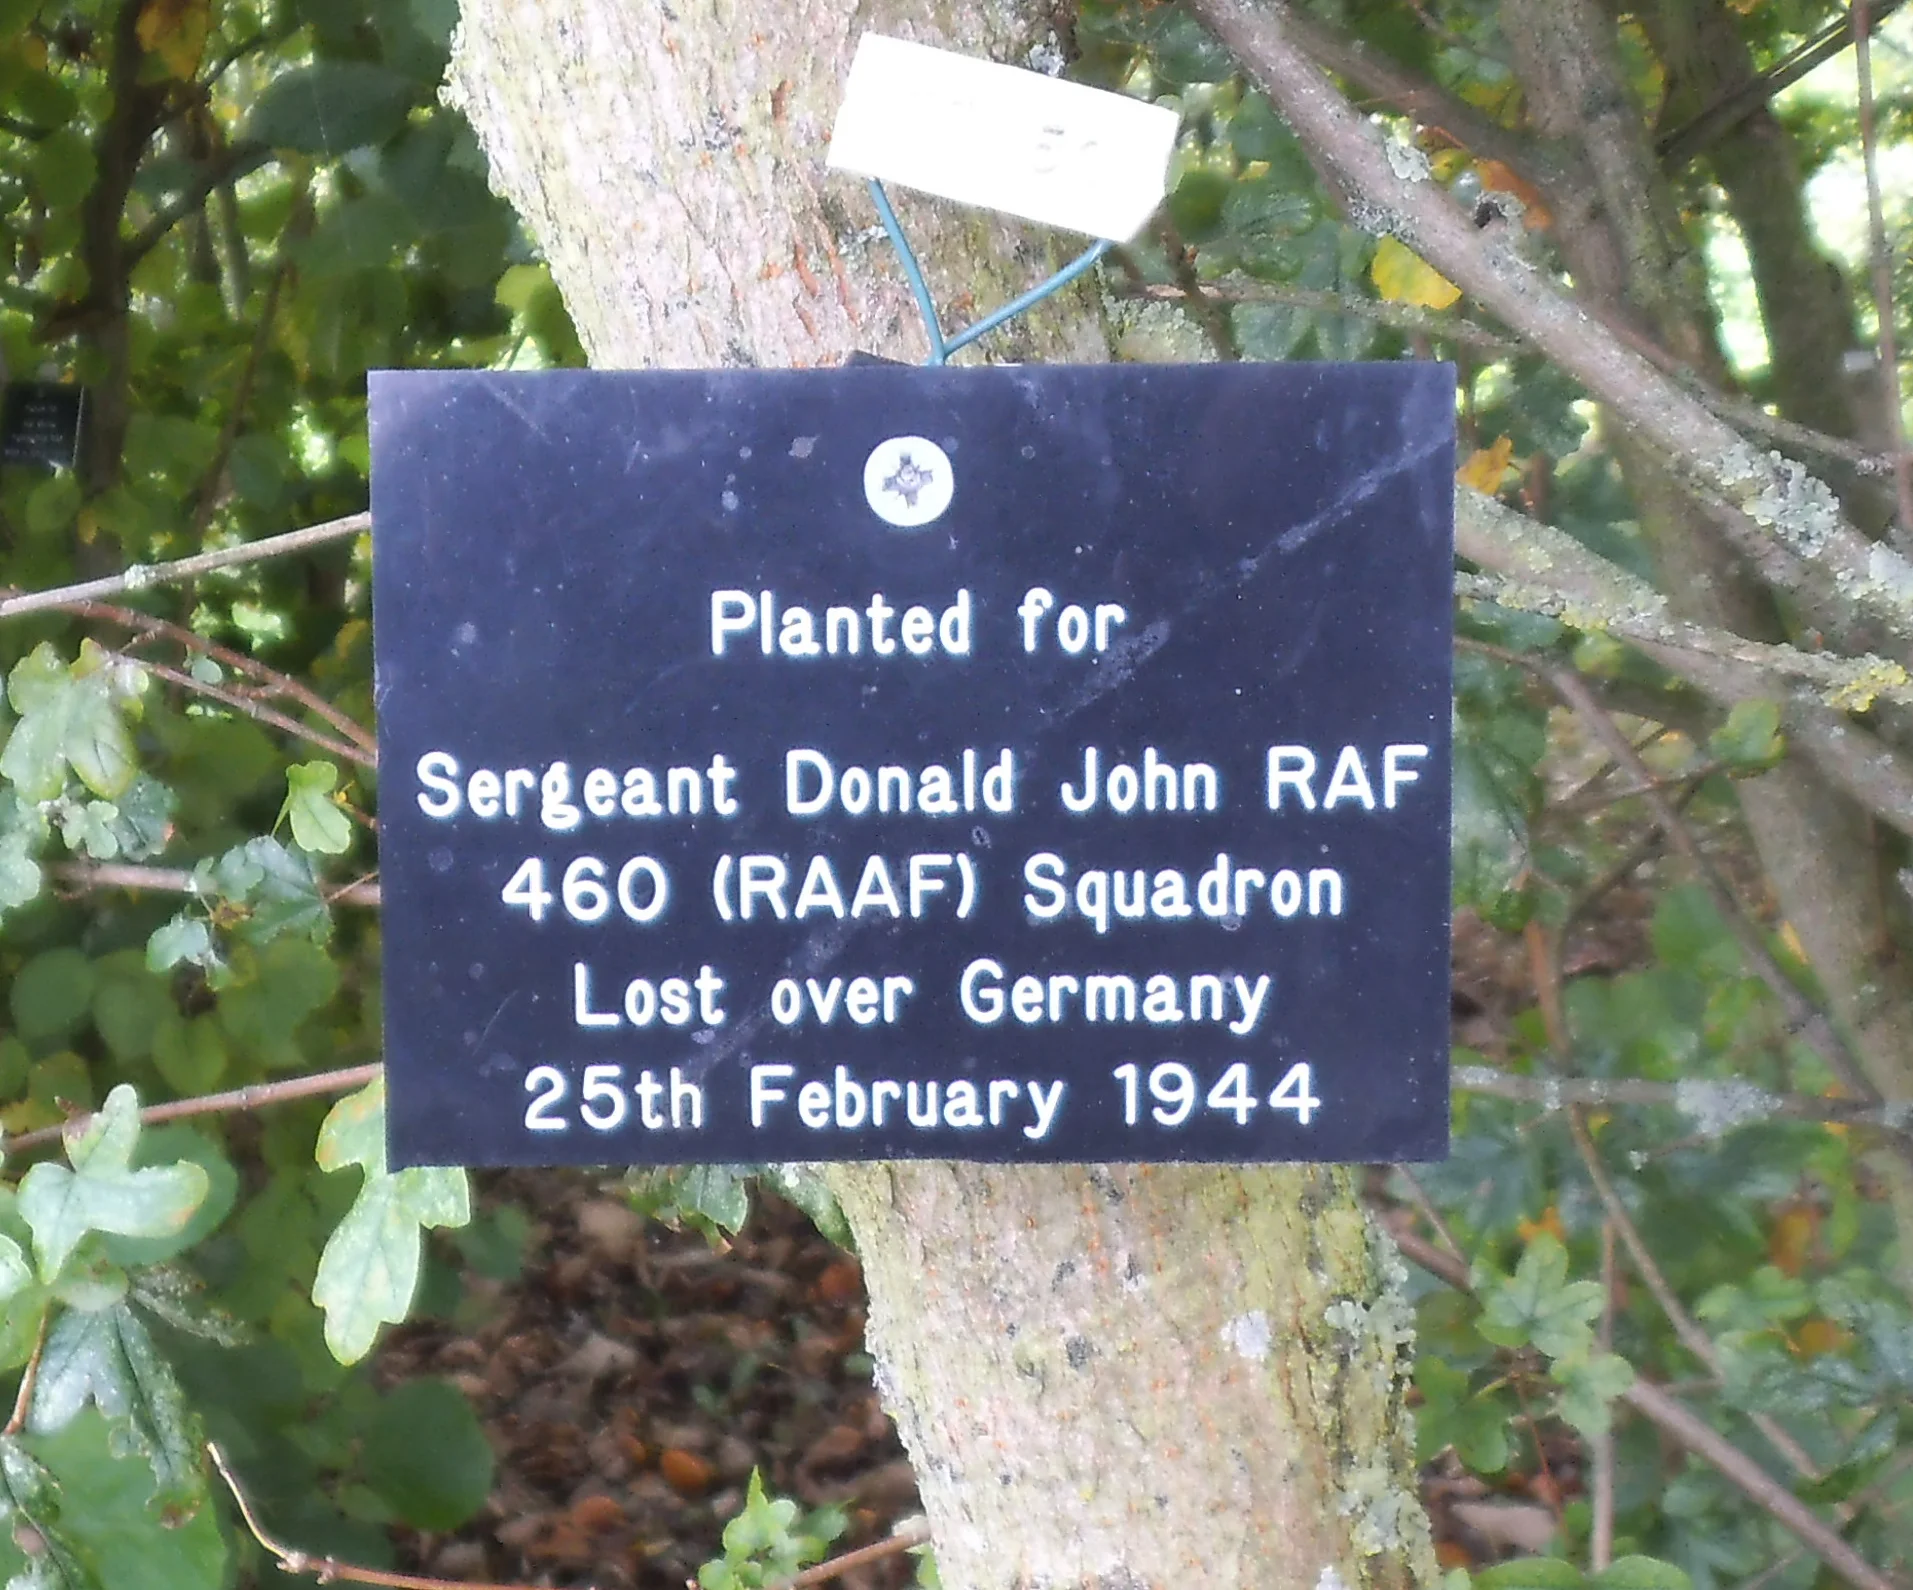 Planted for
Sergeant Donald John RAF
460 (RAAF) Squadron
Lost over Germany
25th February 1944